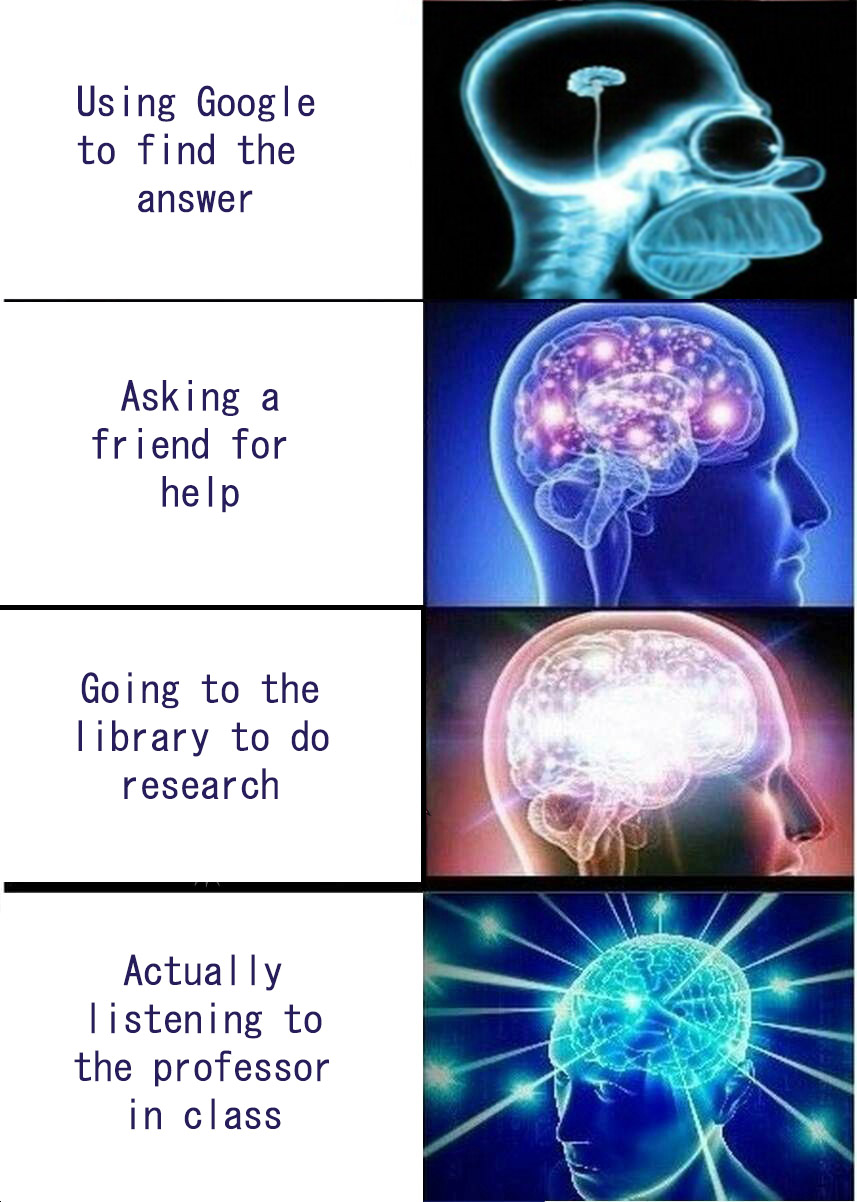 Using Google
to find the
answer
Asking a
friend for
help
Going to the
library to do
research
Actually
listening to
the professor
in class